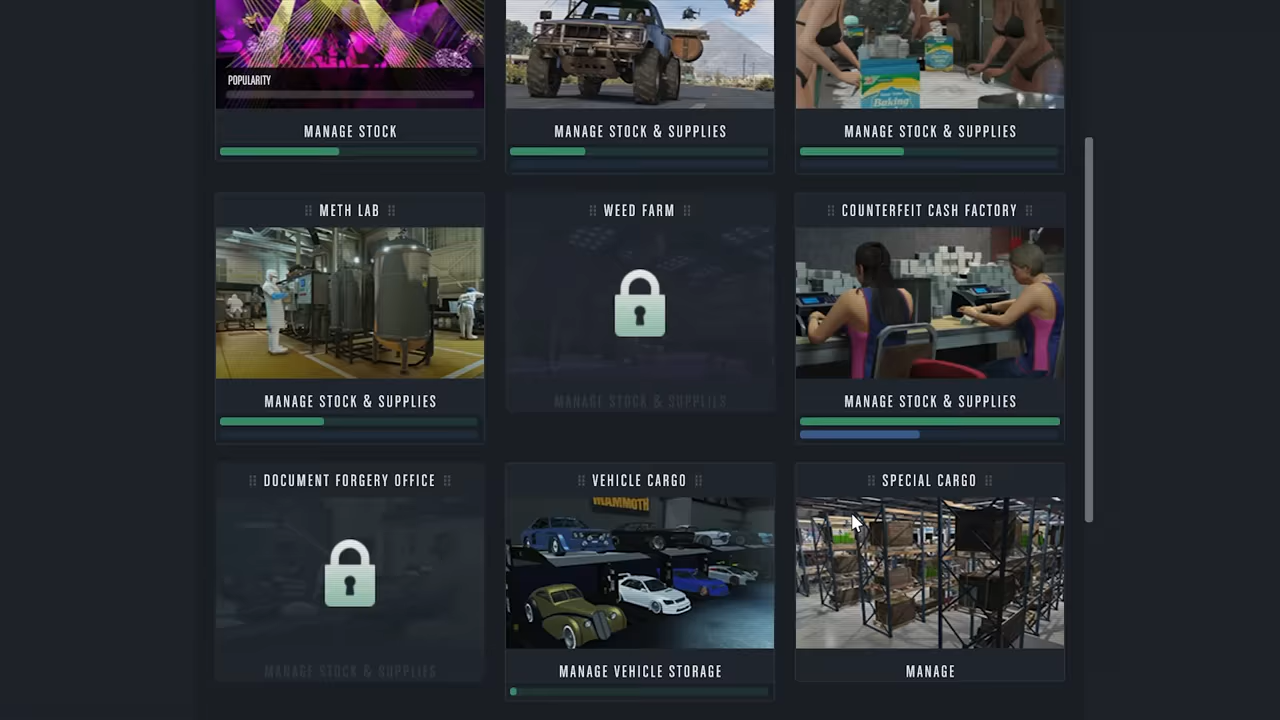 POPULARITY
MANAGE STOCK
MANAGE STOCK & SUPPLIES
Baking
MANAGE STOCK & SUPPLIES
METH LAB
MANAGE STOCK & SUPPLIES
WEED FARM
MANAGE STOCK & SUPPLIES
COUNTERFEIT CASH FACTORY
MANAGE STOCK & SUPPLIES
DOCUMENT FORGERY OFFICE
MANAGE STOCK & SUPPLIES
VEHICLE CARGO
MAMMOTH
MANAGE VEHICLE STORAGE
SPECIAL CARGO
MANAGE